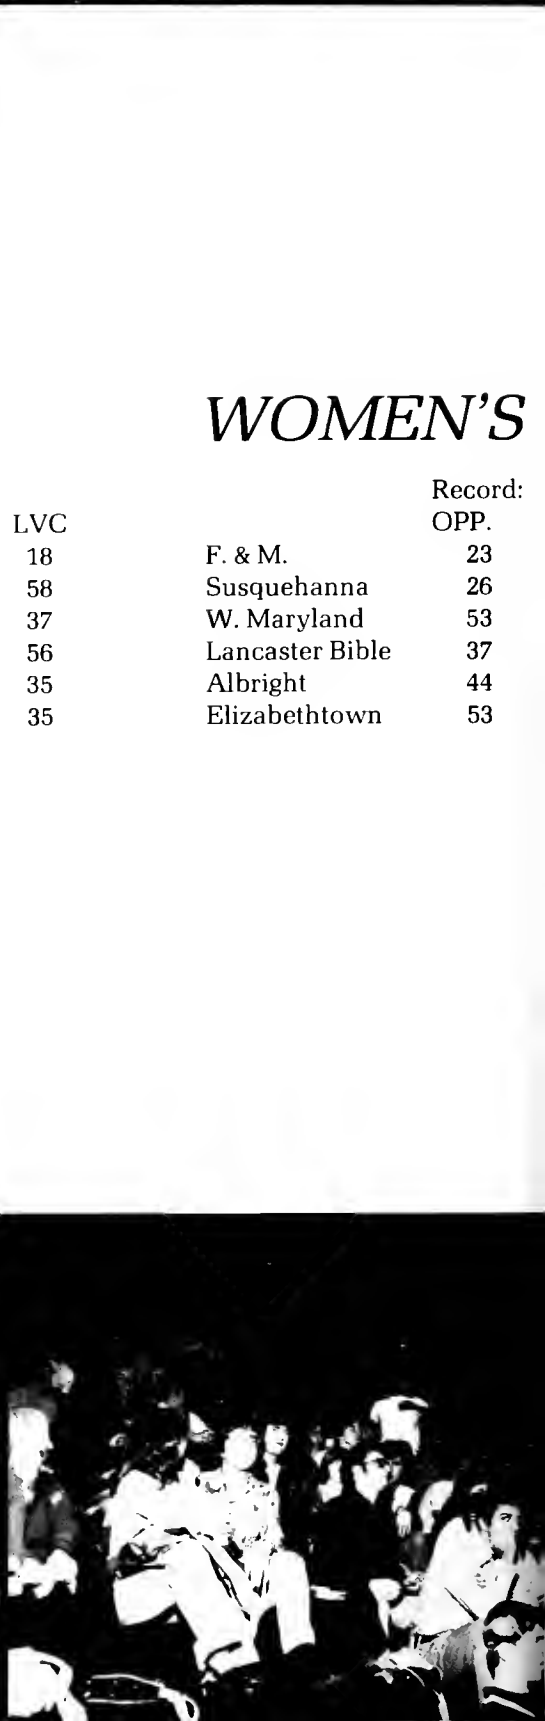 WOMEN'S
Record:
LVC OPP.
18 F. & M. 23
58 Susquehanna 26
37 W. Maryland 53
56 Lancaster Bible 37
35 Albright 44
35 Elizabethtown 53